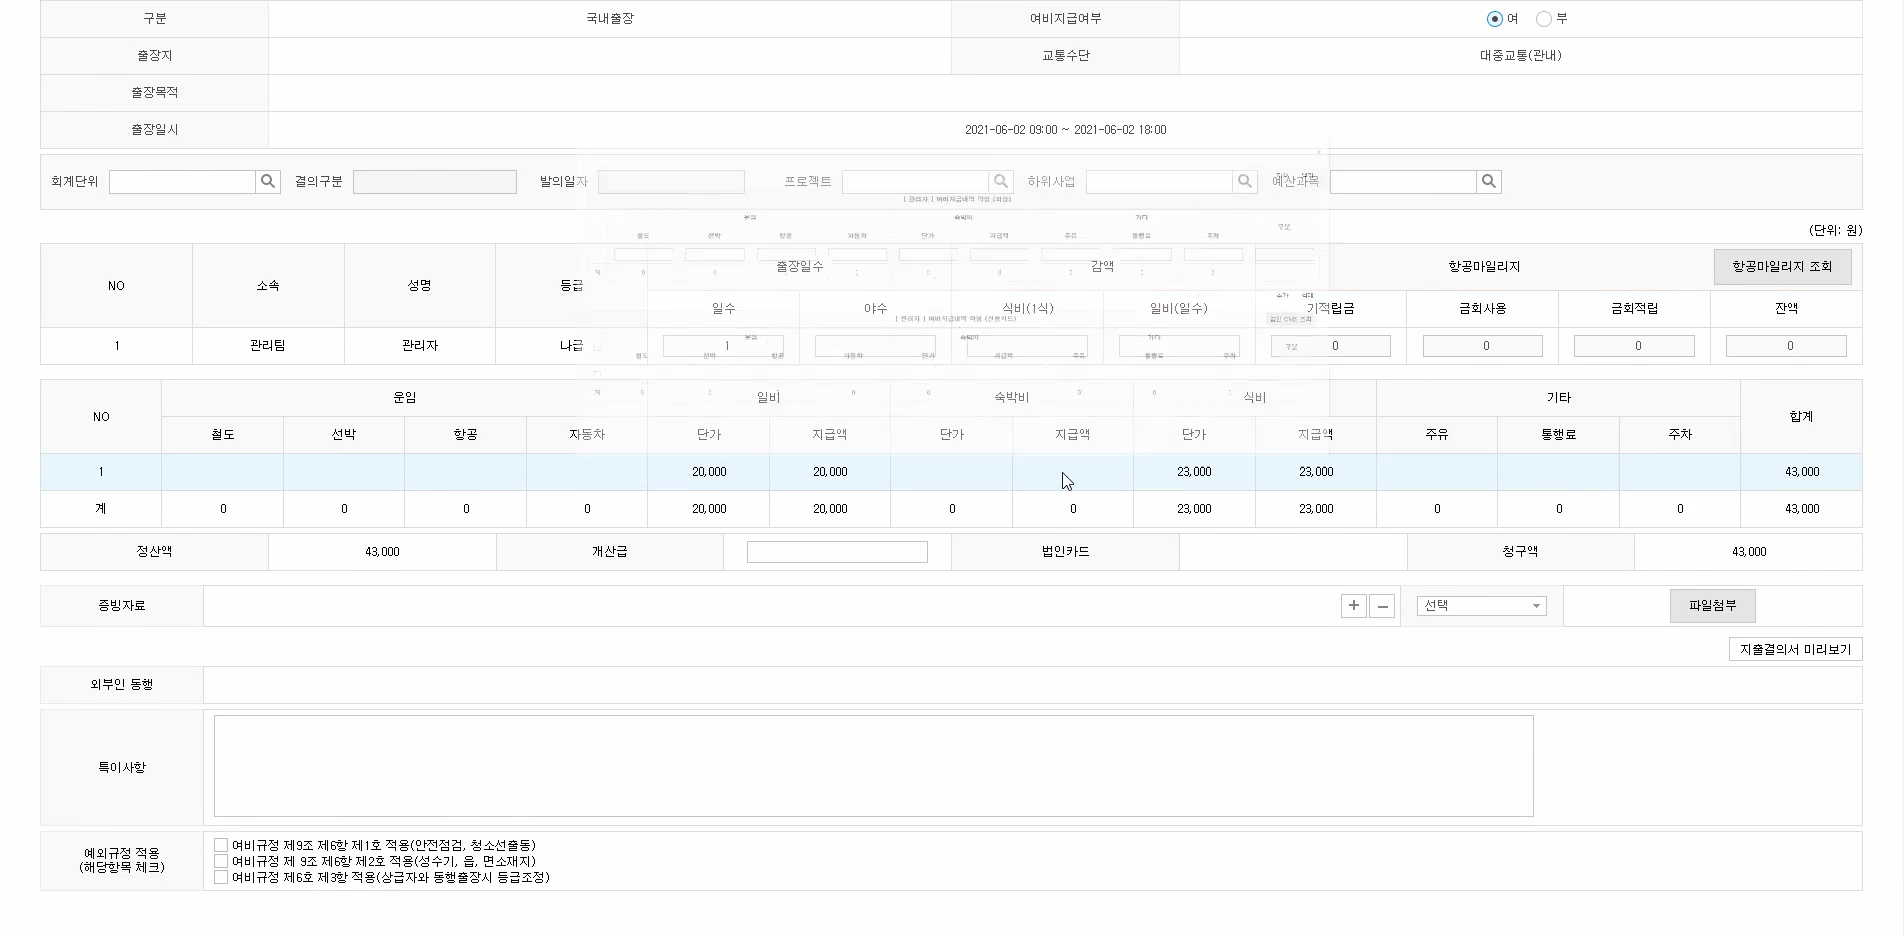 구분 국내출장 여비지급여부 여 부
출장지 교통수단 대중교통(관내)
출장목적
출장일시 2021-06-02 09:00 ~ 2021-06-02 18:00
회계단위 결의구분 발의일자 프로젝트 하위사업 예산과목
(단위: 원)
NO 소속 성명 등급 출장일수 감액 항공마일리지 항공마일리지 조회
일수 야수 식비(1식) 일비(일수) 기적립금 금회사용 금회적립 잔액
1 관리팀 관리자 나급 1 0 0 0 0
NO 운임 일비 숙박비 식비 기타 합계
철도 선박 항공 자동차 단가 지급액 단가 지급액 단가 지급액 주유 통행료 주차
1 20,000 20,000 23,000 23,000 43,000
계 0 0 0 0 20,000 20,000 0 0 23,000 23,000 0 0 0 43,000
정산액 43,000 개산급 법인카드 청구액 43,000
증빙자료 + - 선택 파일첨부
지출결의서 미리보기
외부인 동행
특이사항
예외규정 적용
(해당항목 체크)
여비규정 제9조 제6항 제1호 적용(안전점검, 청소선출동)
여비규정 제 9조 제6항 제2호 적용(성수기, 읍, 면소재지)
여비규정 제6호 제3항 적용(상급자와 동행출장시 등급조정)